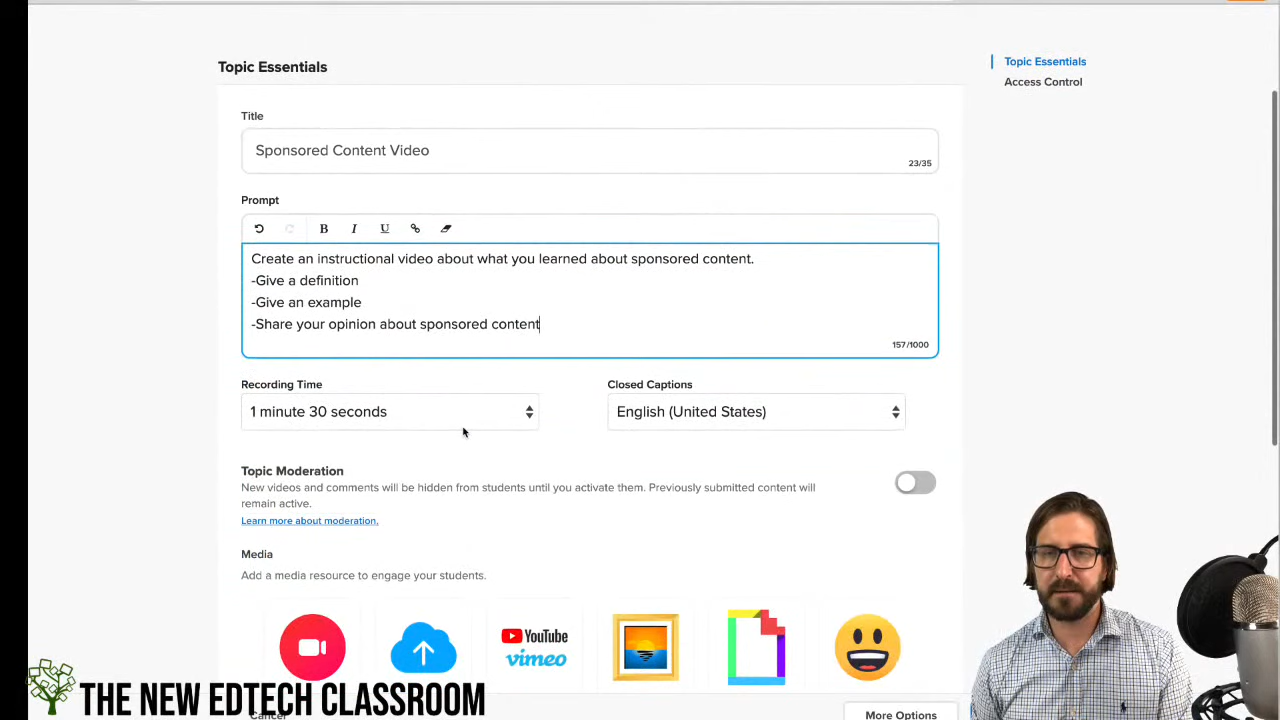 Topic Essentials
Topic Essentials
Access Control
Title
Sponsored Content Video
23/35
Prompt
B I U
Create an instructional video about what you learned about sponsored content.
-Give a definition
-Give an example
-Share your opinion about sponsored content
157/1000
Recording Time
Closed Captions
1 minute 30 seconds
English (United States)
Topic Moderation
New videos and comments will be hidden from students until you activate them. Previously submitted content will
remain active.
Learn more about moderation.
Media
Add a media resource to engage your students.
YouTube
vimeo
THE NEW EDTECH CLASSROOM
Cancel
More Options